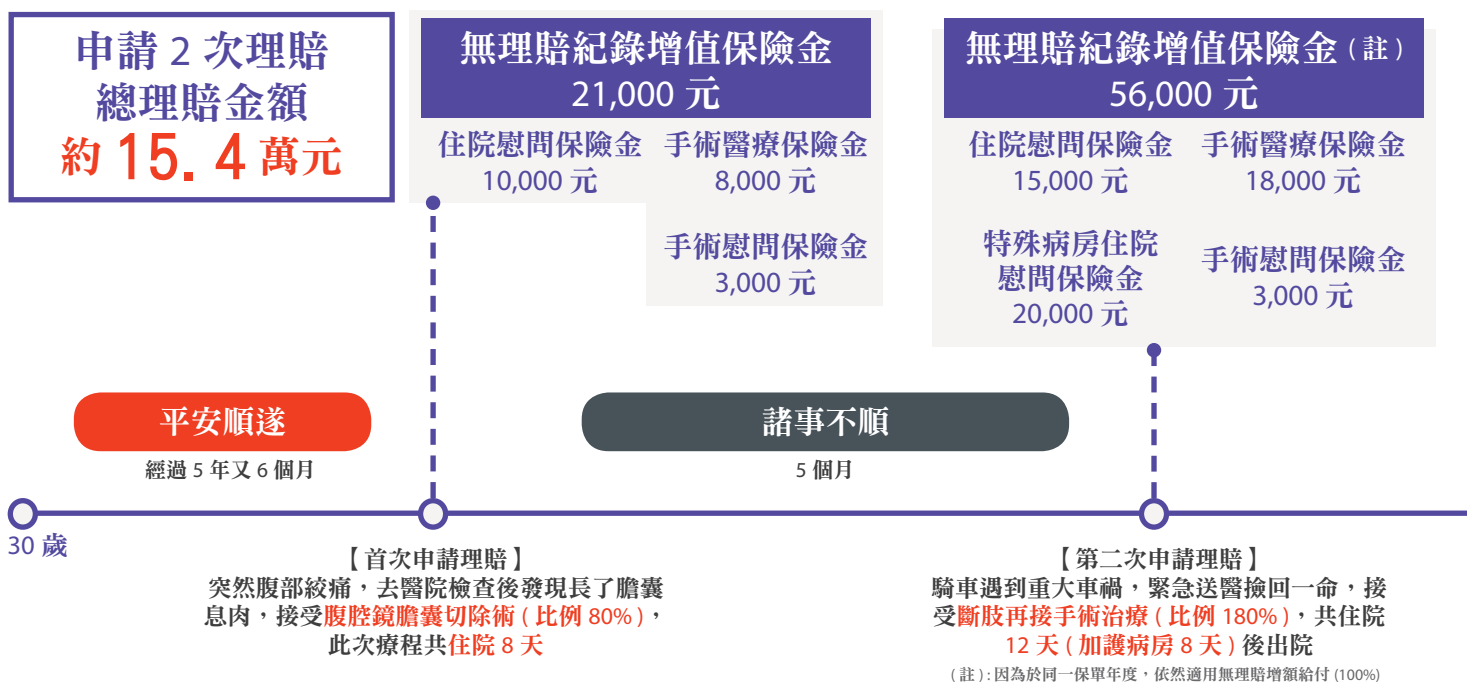 申請 2 次理賠
總理賠金額
約 15. 4 萬元
無理賠紀錄增值保險金
21,000 元
住院慰問保險金
10,000 元
手術醫療保險金
8,000 元
手術慰問保險金
3,000 元
無理賠紀錄增值保險金 (註)
56,000 元
住院慰問保險金
15,000 元
手術醫療保險金
18,000 元
特殊病房住院
慰問保險金
20,000 元
手術慰問保險金
3,000 元
平安順遂
經過 5 年又 6 個月
諸事不順
5 個月
30 歲
【首次申請理賠】
突然腹部絞痛，去醫院檢查後發現長了膽囊
息肉，接受腹腔鏡膽囊切除術 ( 比例 80%)，
此次療程共住院 8 天
【第二次申請理賠】
騎車遇到重大車禍，緊急送醫撿回一命，接
受斷肢再接手術治療 ( 比例 180%)，共住院
12 天 ( 加護病房 8 天 ) 後出院
( 註 ) : 因為於同一保單年度，依然適用無理賠增額給付 (100%)